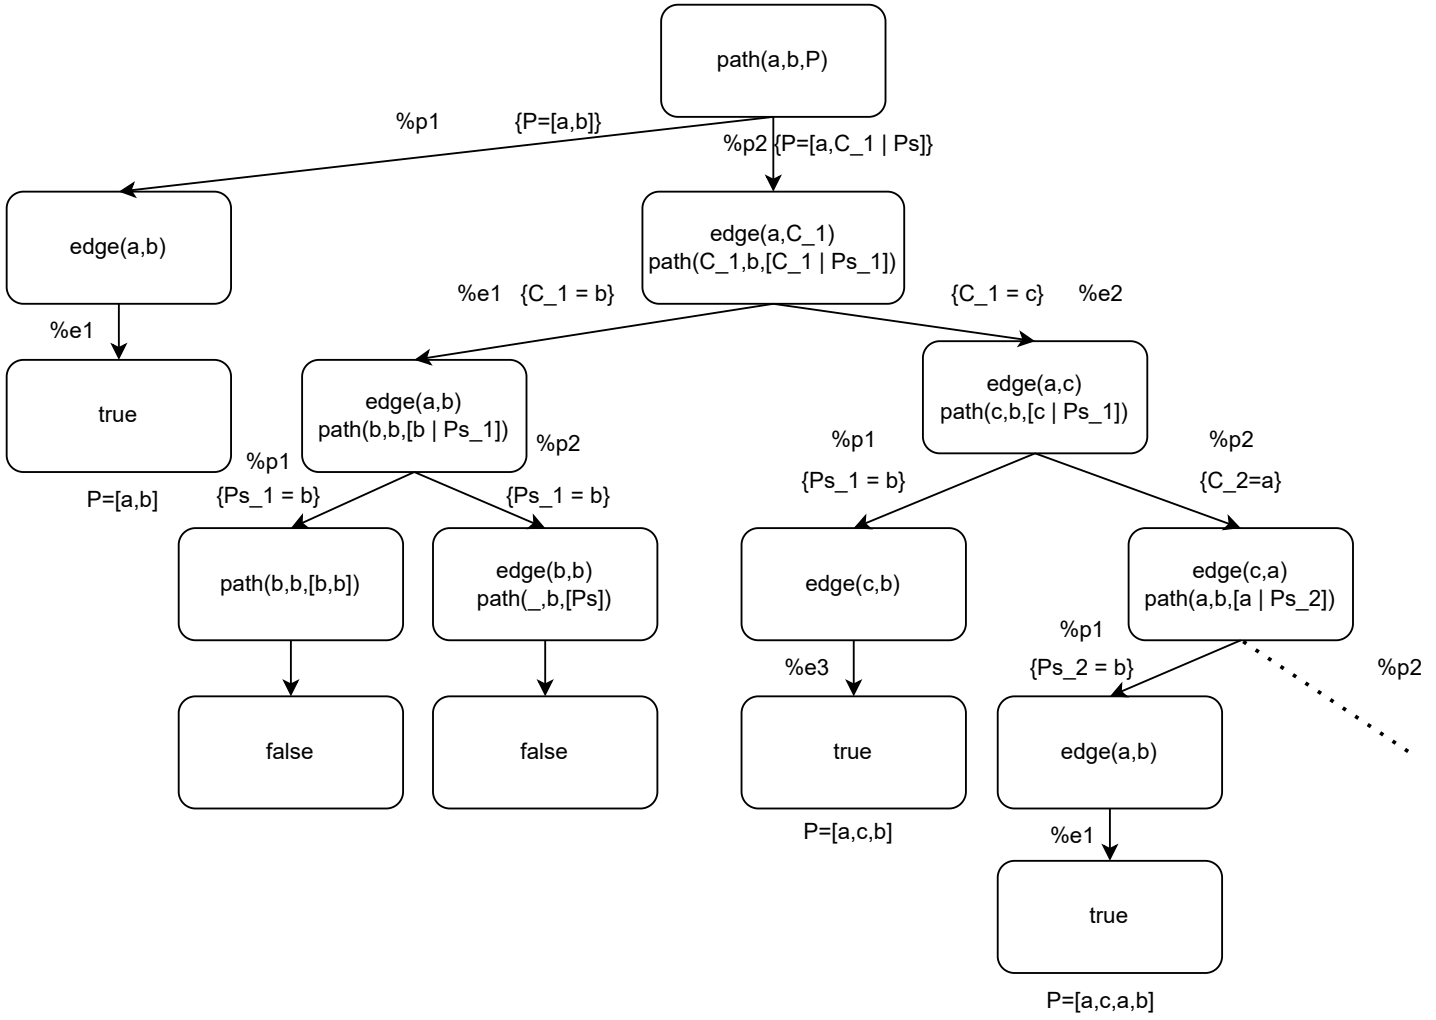 path(a,b,P)
%p1
{P=[a,b]}
%p2
{P=[a,C_1 | Ps]}
edge(a,b)
edge(a,C_1)
path(C_1,b,[C_1 | Ps_1])
%e1
{C_1 = b}
{C_1 = c}
%e2
%e1
true
P=[a,b]
edge(a,b)
path(b,b,[b | Ps_1])
edge(a,c)
path(c,b,[c | Ps_1])
%p1
{Ps_1 = b}
%p2
{Ps_1 = b}
%p1
{Ps_1 = b}
%p2
{C_2=a}
path(b,b,[b,b])
edge(b,b)
path(_,b,[Ps])
edge(c,b)
edge(c,a)
path(a,b,[a | Ps_2])
%e3
%p1
{Ps_2 = b}
%p2
false
false
true
edge(a,b)
P=[a,c,b]
%e1
true
P=[a,c,a,b]